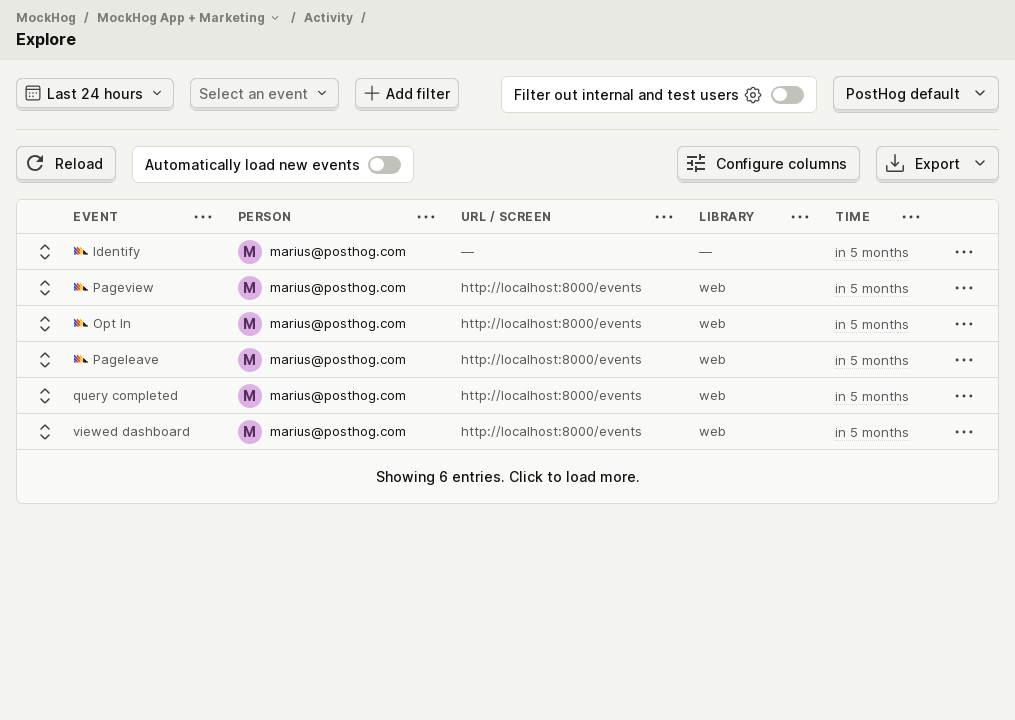 MockHog / MockHog App + Marketing / Activity /
Explore
Last 24 hours Select an event Add filter Filter out internal and test users PostHog default
Reload Automatically load new events Configure columns Export
EVENT PERSON URL / SCREEN LIBRARY TIME
Identify M marius@posthog.com — — in 5 months
Pageview M marius@posthog.com http://localhost:8000/events web in 5 months
Opt In M marius@posthog.com http://localhost:8000/events web in 5 months
Pageleave M marius@posthog.com http://localhost:8000/events web in 5 months
query completed M marius@posthog.com http://localhost:8000/events web in 5 months
viewed dashboard M marius@posthog.com http://localhost:8000/events web in 5 months
Showing 6 entries. Click to load more.